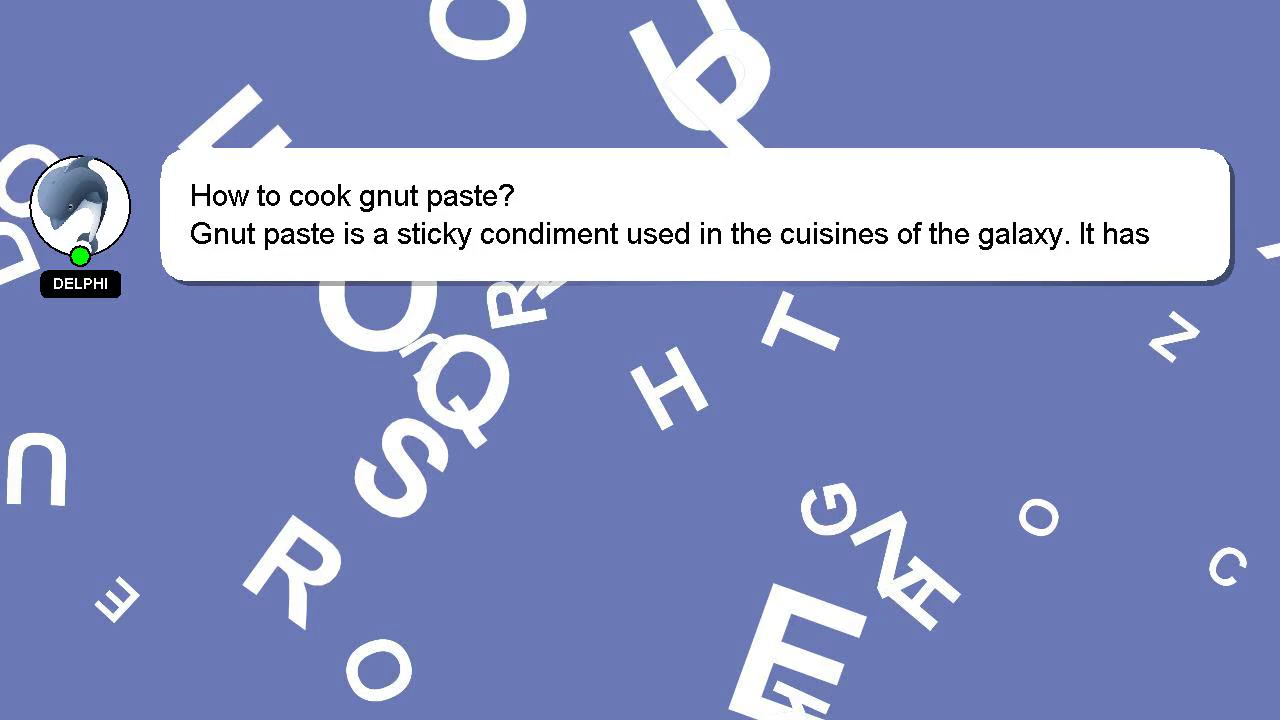 How to cook gnut paste?
Gnut paste is a sticky condiment used in the cuisines of the galaxy. It has
DELPHI